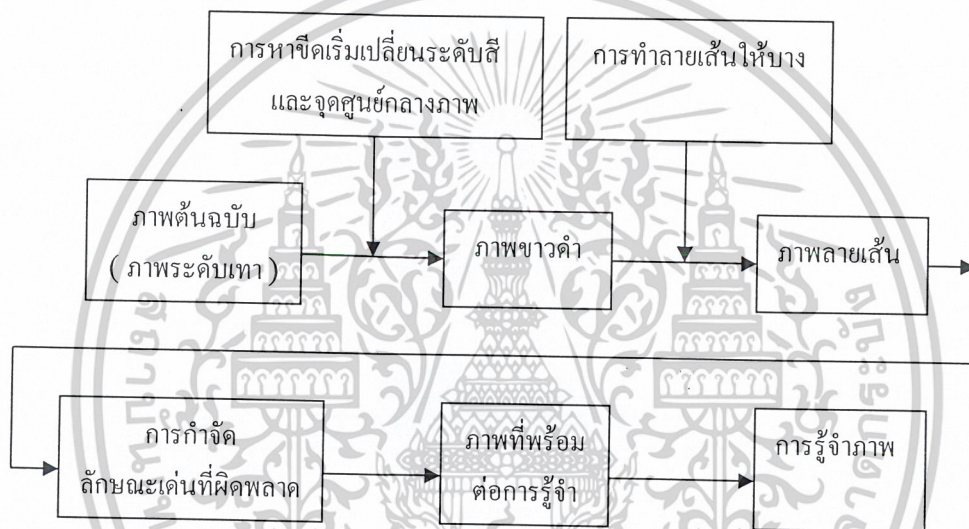 การหาขีดเริ่มเปลี่ยนระดับสี
และจุดศูนย์กลางภาพ
การทำลายเส้นให้บาง
ภาพต้นฉบับ
( ภาพระดับเทา )
ภาพขาวดำ
ภาพลายเส้น
การกำจัด
ลักษณะเด่นที่ผิดพลาด
ภาพที่พร้อม
ต่อการรู้จำ
การรู้จำภาพ